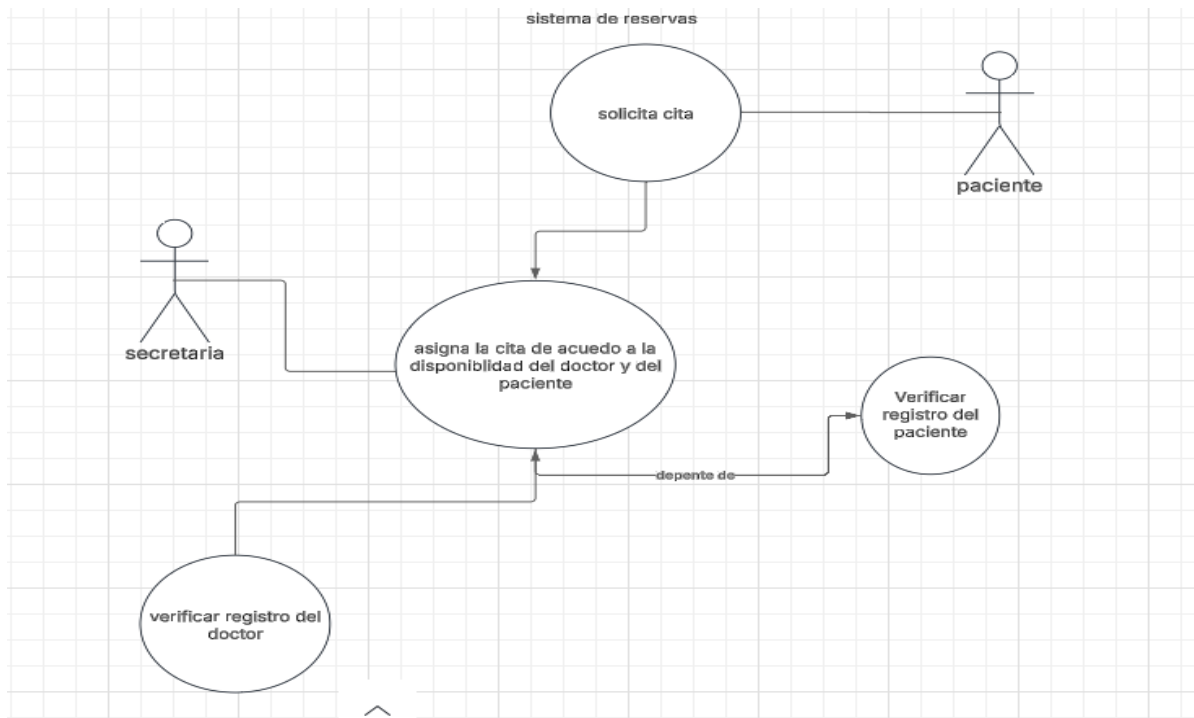 sistema de reservas
solicita cita
paciente
secretaria
asigna la cita de acuedo a la
disponiblidad del doctor y del
paciente
Verificar
registro del
paciente
depente de
verificar registro del
doctor